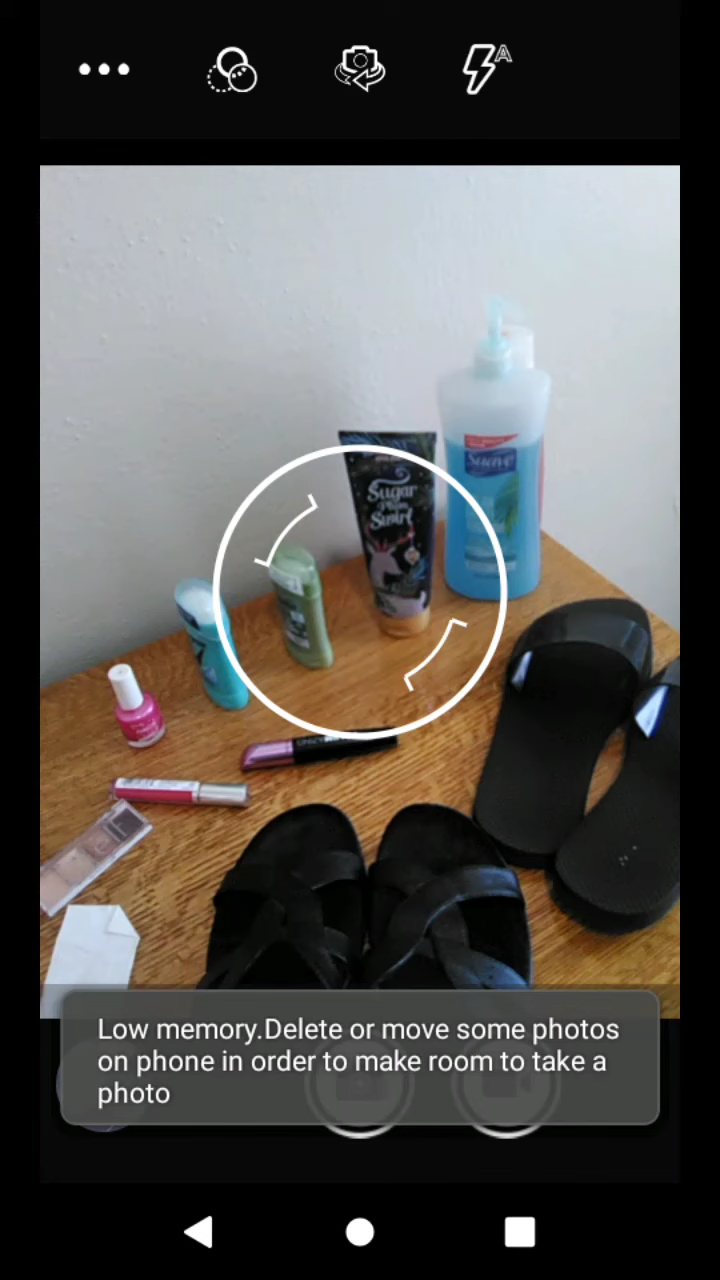 A
Suave
Sugar
Plum
Swirl
Low memory.Delete or move some photos
on phone in order to make room to take a
photo